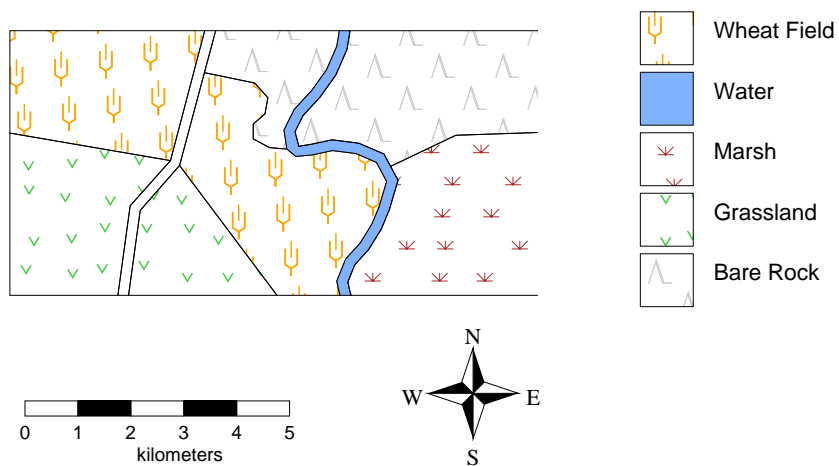 Wheat Field
Water
Marsh
Grassland
Bare Rock
N
W E
S
0 1 2 3 4 5
kilometers